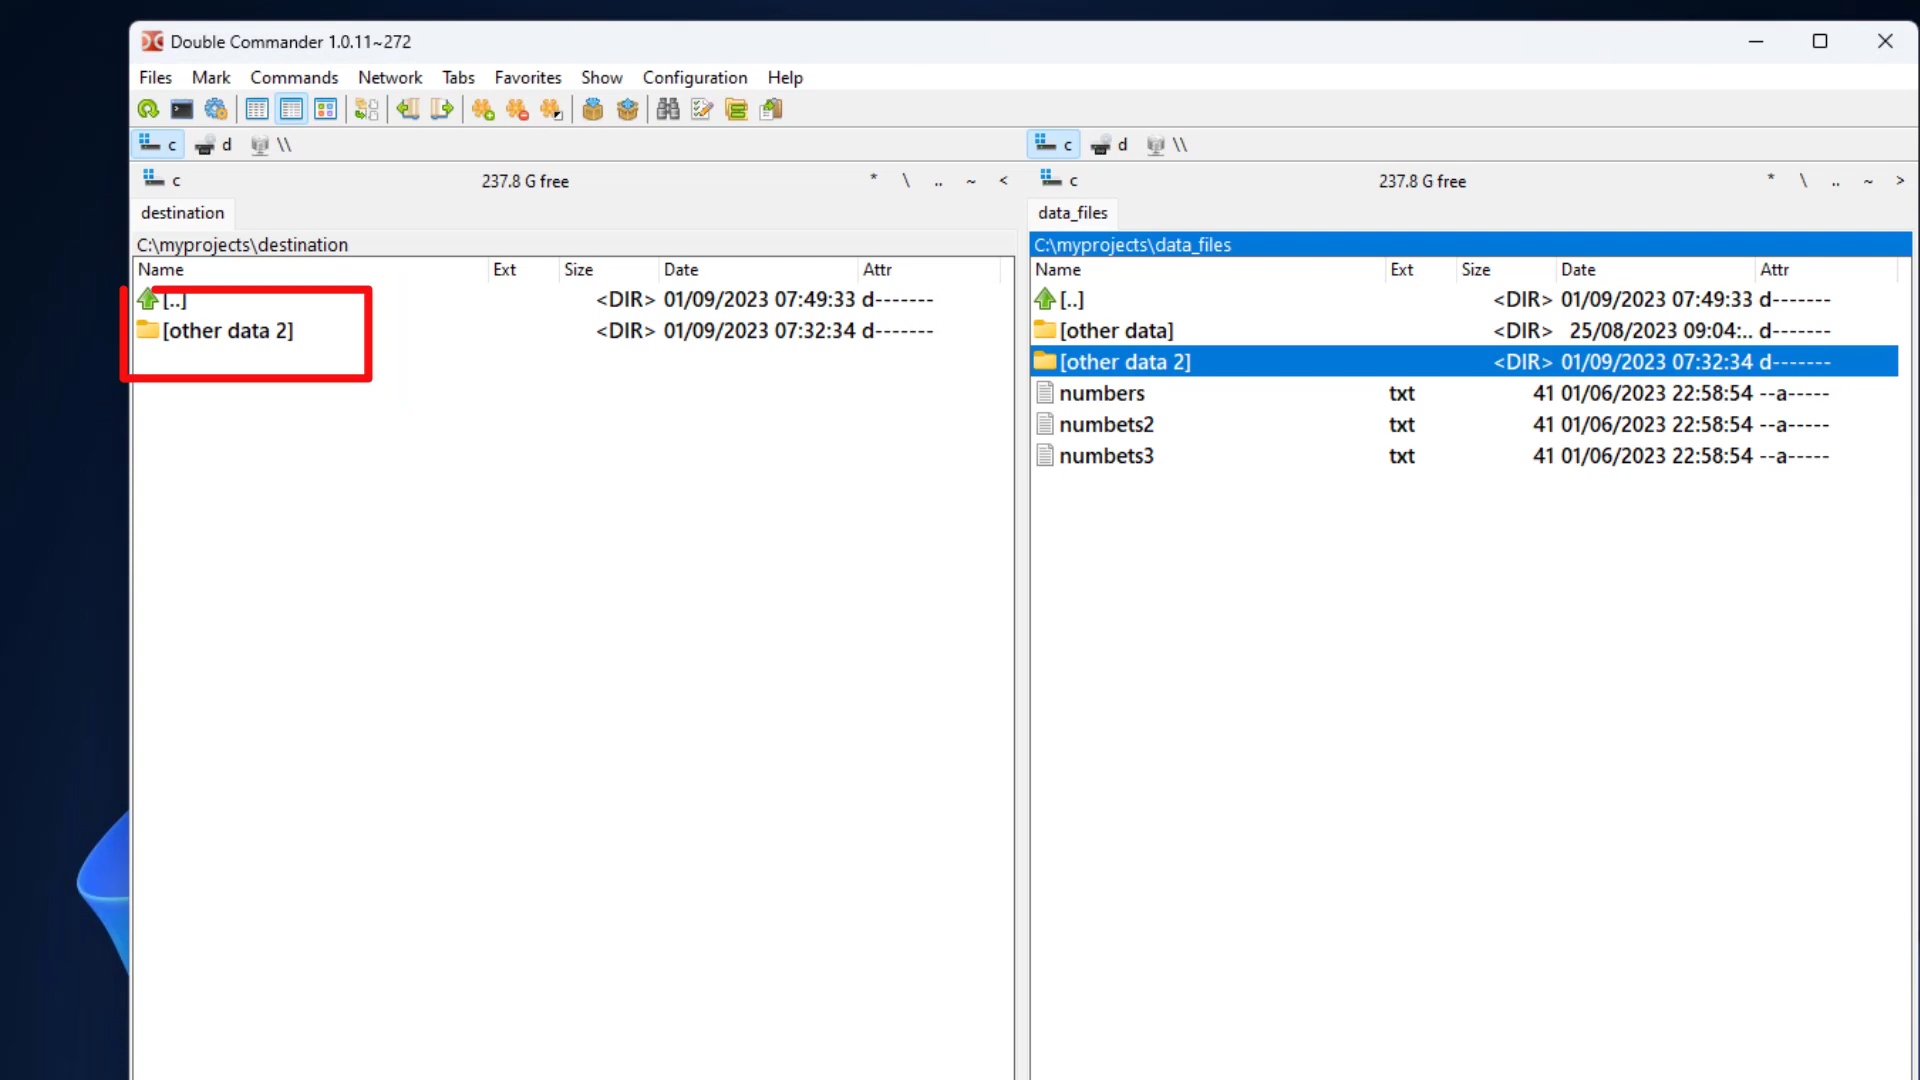 Double Commander 1.0.11~272
Files Mark Commands Network Tabs Favorites Show Configuration Help
c d \\ c d \\
c 237.8 G free * \ .. ~ < c 237.8 G free * \ .. ~ >
destination data_files
C:\myprojects\destination C:\myprojects\data_files
Name Ext Size Date Attr Name Ext Size Date Attr
[..] <DIR> 01/09/2023 07:49:33 d------- [..] <DIR> 01/09/2023 07:49:33 d-------
[other data 2] <DIR> 01/09/2023 07:32:34 d------- [other data] <DIR> 25/08/2023 09:04:... d-------
[other data 2] <DIR> 01/09/2023 07:32:34 d-------
numbers txt 41 01/06/2023 22:58:54 --a-----
numbets2 txt 41 01/06/2023 22:58:54 --a-----
numbets3 txt 41 01/06/2023 22:58:54 --a-----